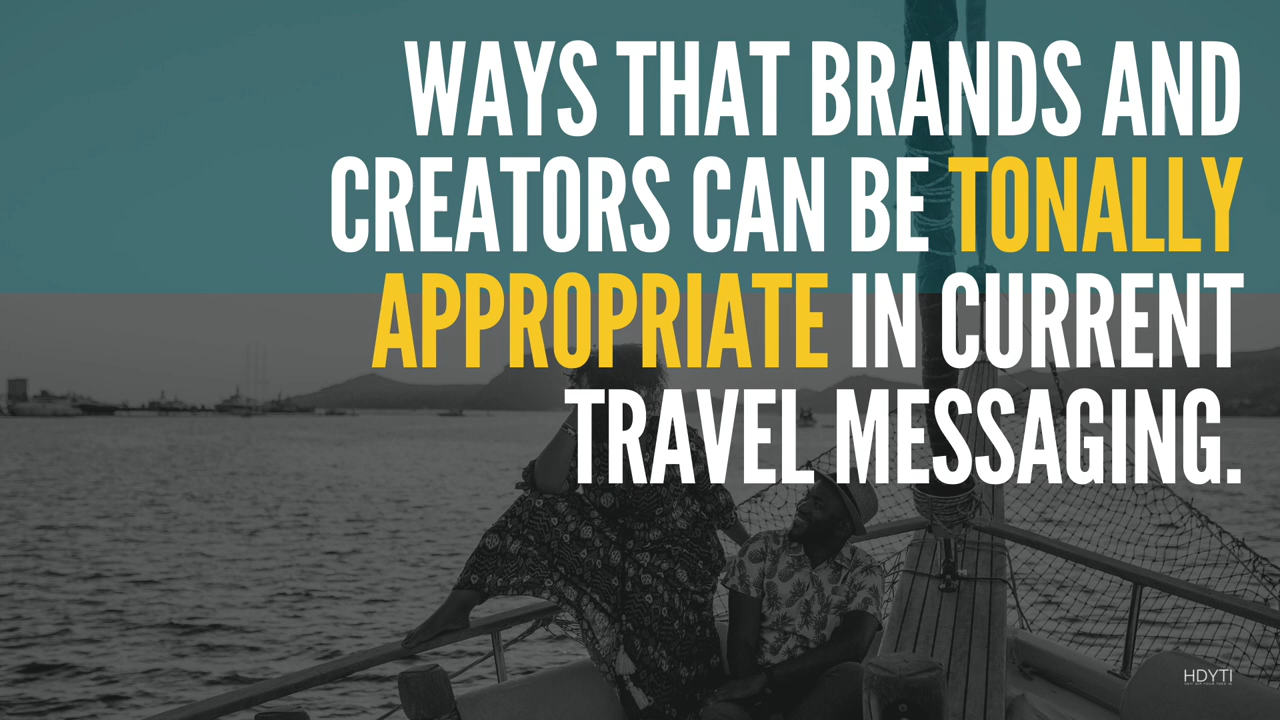 WAYS THAT BRANDS AND
CREATORS CAN BE TONALLY
APPROPRIATE IN CURRENT
TRAVEL MESSAGING.
HDYTI